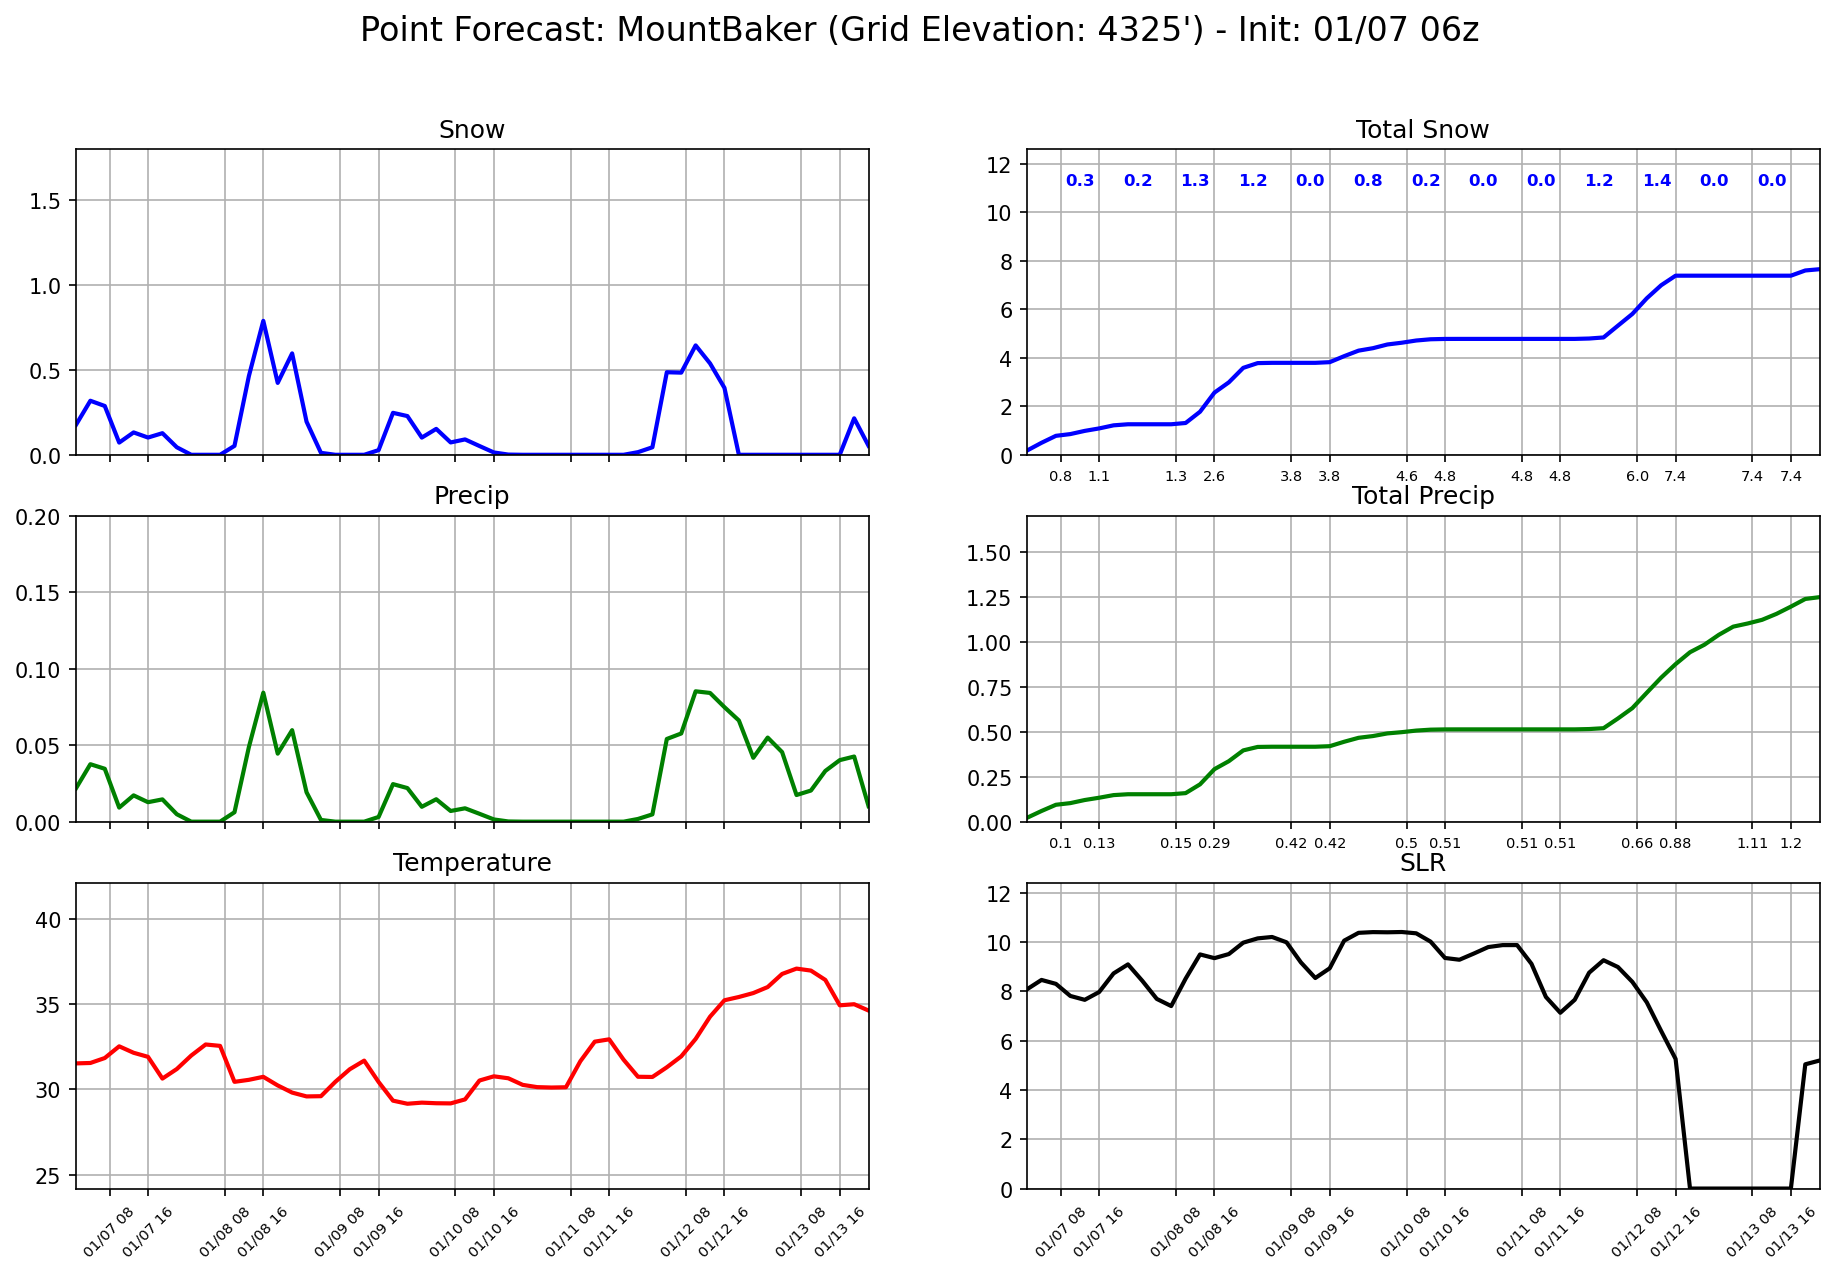 Point Forecast: MountBaker (Grid Elevation: 4325') - Init: 01/07 06z
Snow
1.5
1.0
0.5
0.0
Total Snow
12
10
8
6
4
2
0
0.3 0.2 1.3 1.2 0.0 0.8 0.2 0.0 0.0 1.2 1.4 0.0 0.0
0.8 1.1 1.3 2.6 3.8 3.8 4.6 4.8 4.8 4.8 6.0 7.4 7.4 7.4
Precip
0.20
0.15
0.10
0.05
0.00
Total Precip
1.50
1.25
1.00
0.75
0.50
0.25
0.00
0.1 0.13 0.15 0.29 0.42 0.42 0.5 0.51 0.51 0.51 0.66 0.88 1.11 1.2
Temperature
40
35
30
25
01/07 08 01/07 16 01/08 08 01/08 16 01/09 08 01/09 16 01/10 08 01/10 16 01/11 08 01/11 16 01/12 08 01/12 16 01/13 08 01/13 16
SLR
12
10
8
6
4
2
0
01/07 08 01/07 16 01/08 08 01/08 16 01/09 08 01/09 16 01/10 08 01/10 16 01/11 08 01/11 16 01/12 08 01/12 16 01/13 08 01/13 16